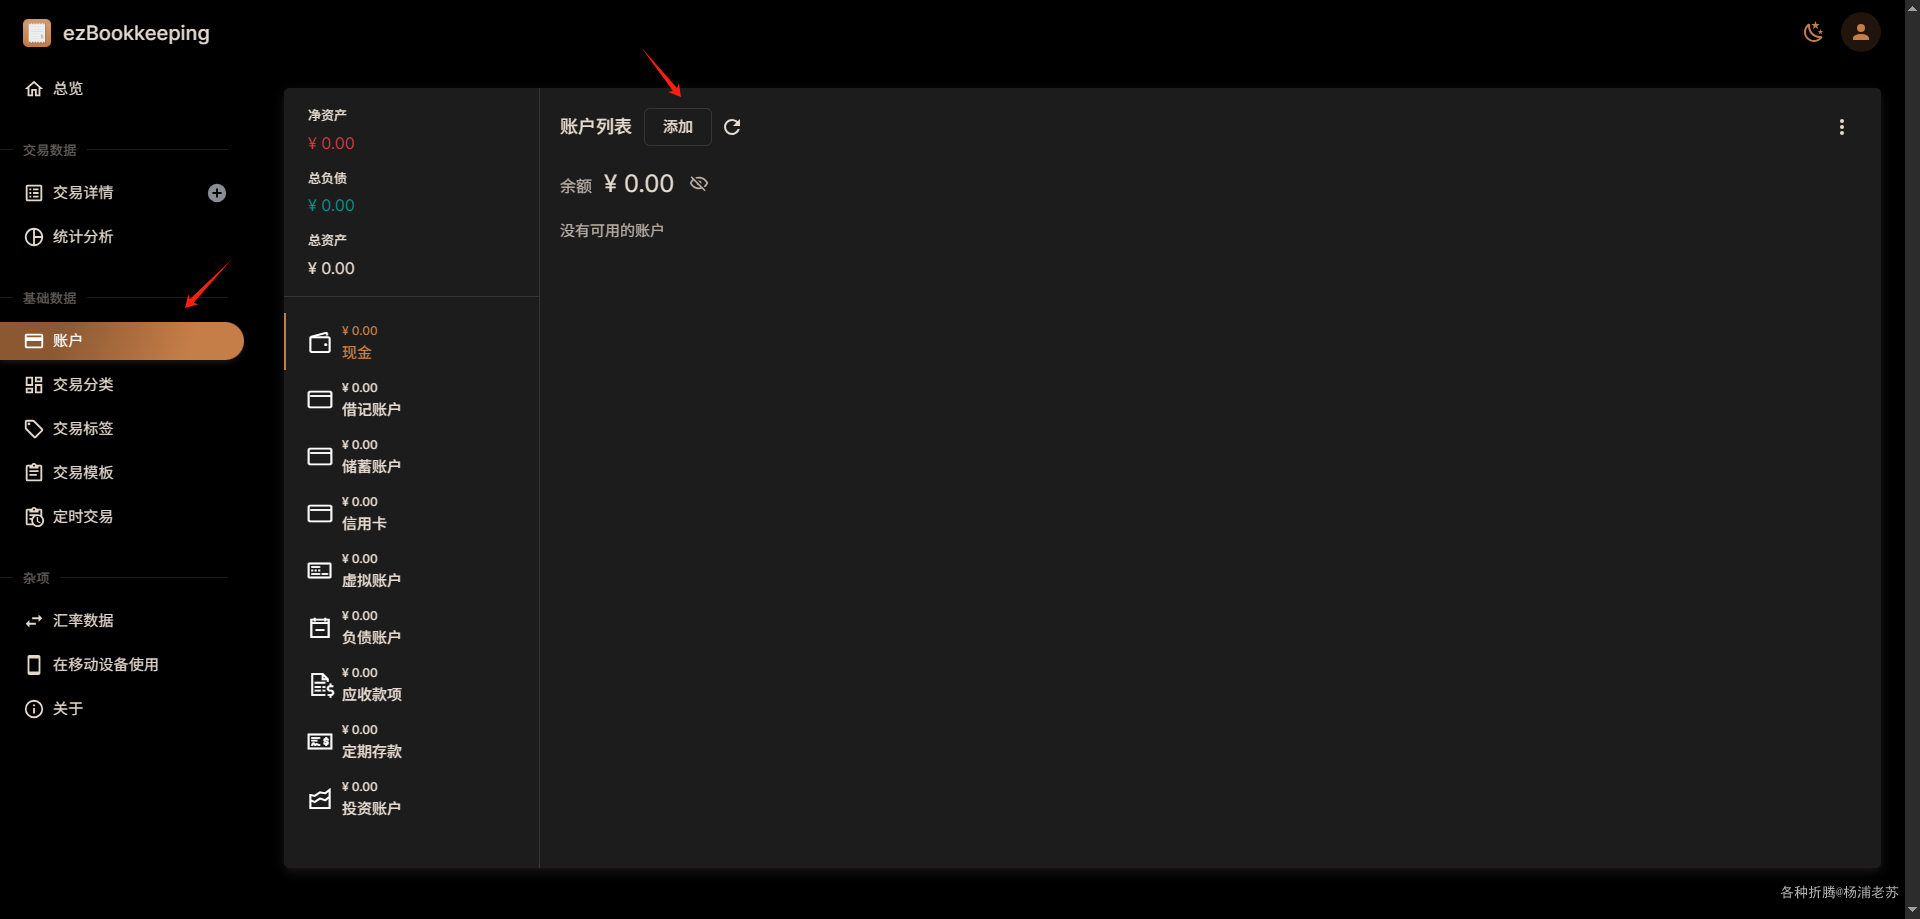 ezBookkeeping
总览
交易数据
交易详情
统计分析
基础数据
账户
交易分类
交易标签
交易模板
定时交易
杂项
汇率数据
在移动设备使用
关于
净资产
¥ 0.00
总负债
¥ 0.00
总资产
¥ 0.00
¥ 0.00
现金
¥ 0.00
借记账户
¥ 0.00
储蓄账户
¥ 0.00
信用卡
¥ 0.00
虚拟账户
¥ 0.00
负债账户
¥ 0.00
应收款项
¥ 0.00
定期存款
¥ 0.00
投资账户
账户列表 添加
余额 ¥ 0.00
没有可用的账户
各种折腾@杨浦老苏